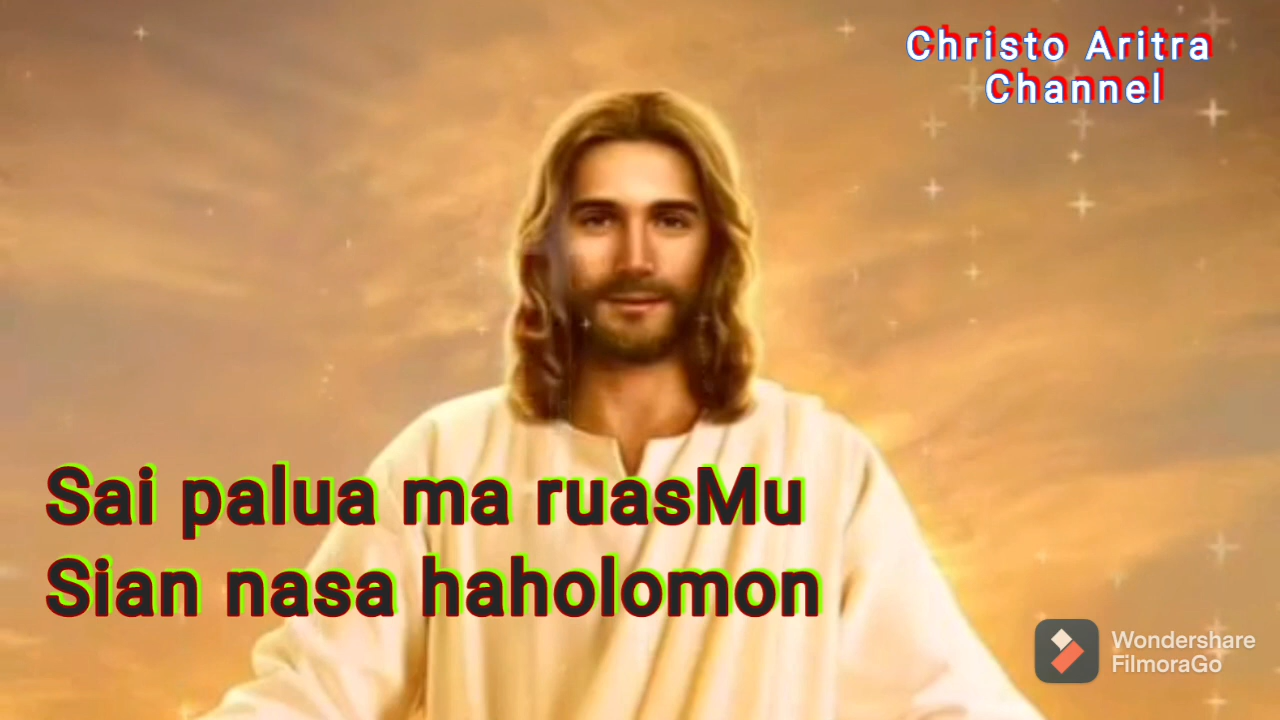 Christo Aritra
Channel
Sai palua ma ruasMu
Sian nasa haholomon
Wondershare
FilmoraGo